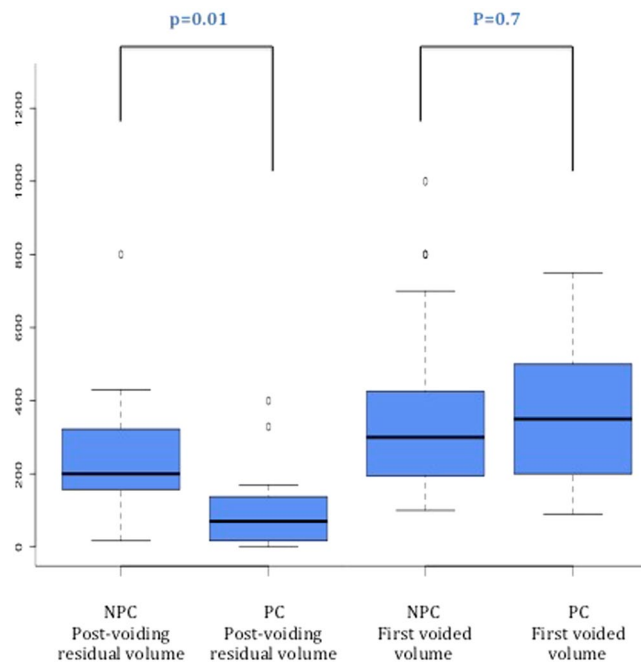 p=0.01 P=0.7
1200
1000
800
600
400
200
0
NPC PC NPC PC
Post-voiding Post-voiding First voided First voided
residual volume residual volume volume volume